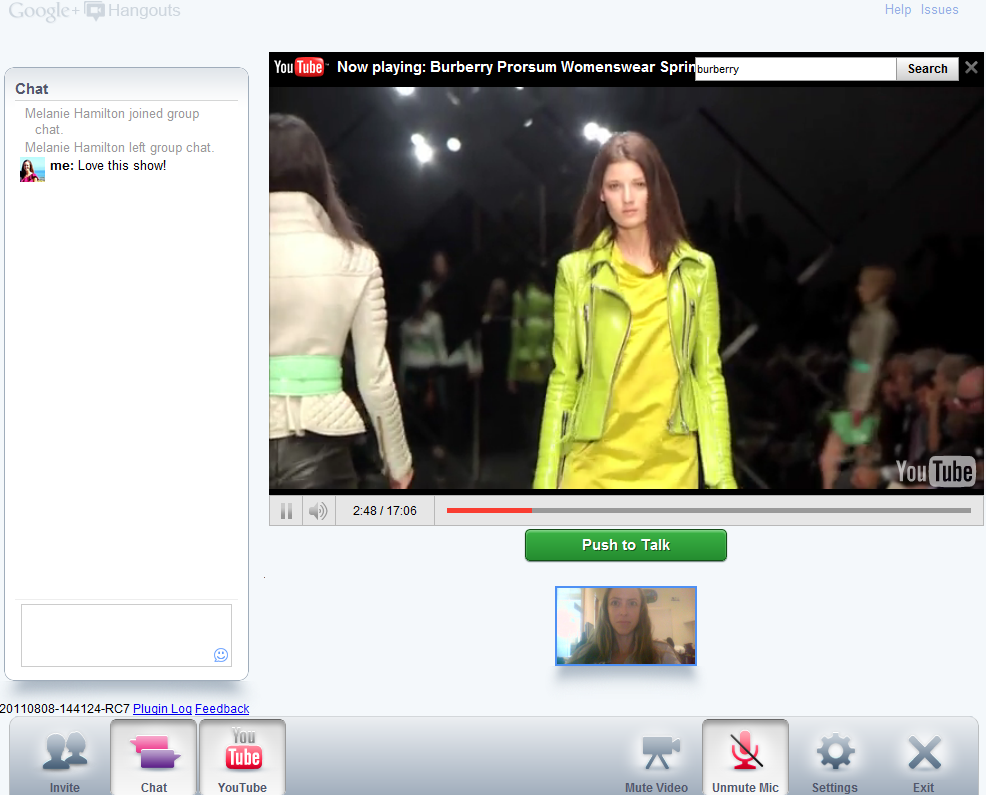 Google+ Hangouts
Help Issues
Chat
Melanie Hamilton joined group
chat.
Melanie Hamilton left group chat.
me: Love this show!
YouTube Now playing: Burberry Prorsum Womenswear Sprin
burberry
Search
YouTube
2:48 / 17:06
Push to Talk
20110808-144124-RC7 Plugin Log Feedback
Invite
Chat
You
Tube
YouTube
Mute Video
Unmute Mic
Settings
Exit